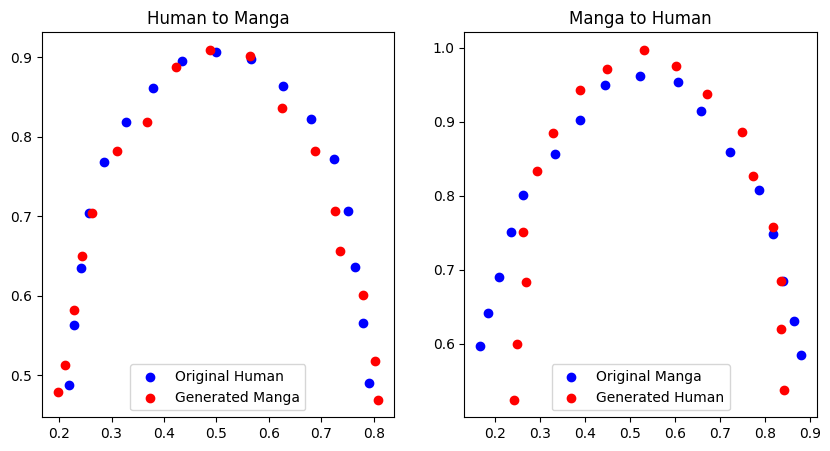 Human to Manga
0.9
0.8
0.7
0.6
0.5
0.2 0.3 0.4 0.5 0.6 0.7 0.8
Original Human
Generated Manga
Manga to Human
1.0
0.9
0.8
0.7
0.6
0.2 0.3 0.4 0.5 0.6 0.7 0.8 0.9
Original Manga
Generated Human